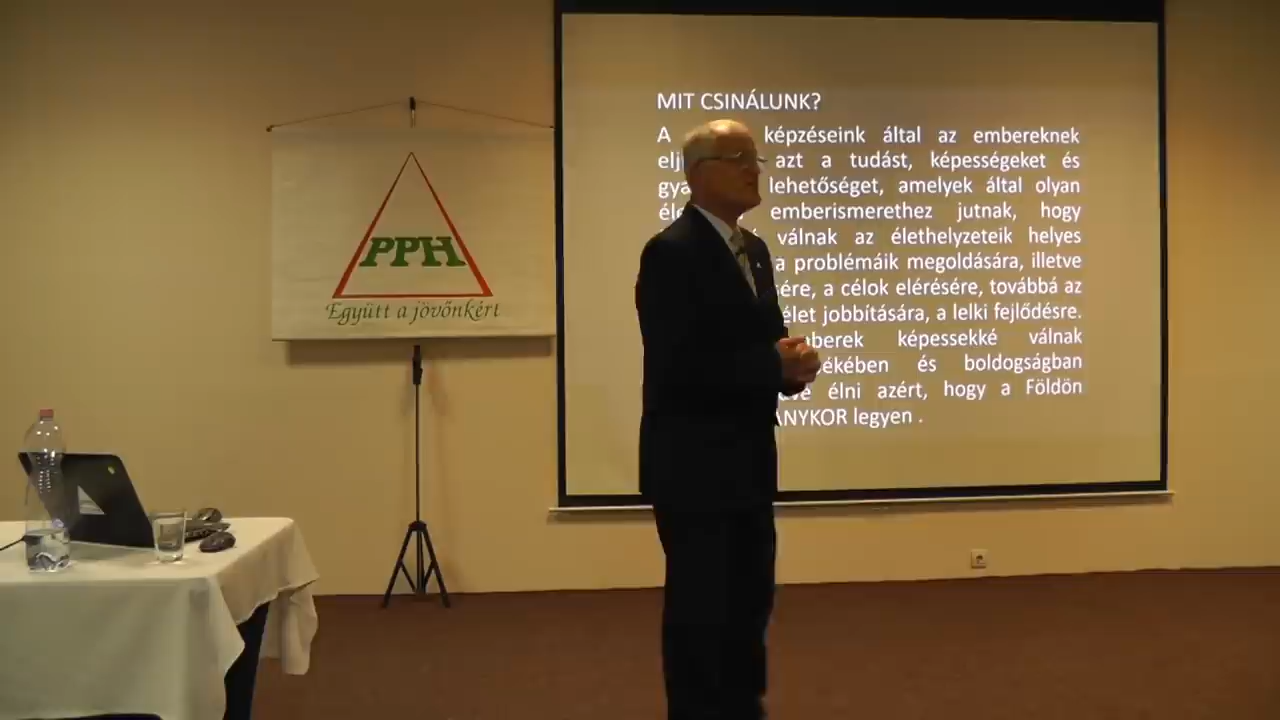 PPH
Együtt a jövőnkért
MIT CSINÁLUNK?
A képzéseink által az embereknek
azt a tudást, képességeket és
lehetőséget, amelyek által olyan
emberismerethez jutnak, hogy
válnak az élethelyzeteik helyes
a problémáik megoldására, illetve
a célok elérésére, továbbá az
élet jobbítására, a lelki fejlődésre.
képessekké válnak
és boldogságban
élni azért, hogy a Földön
legyen .